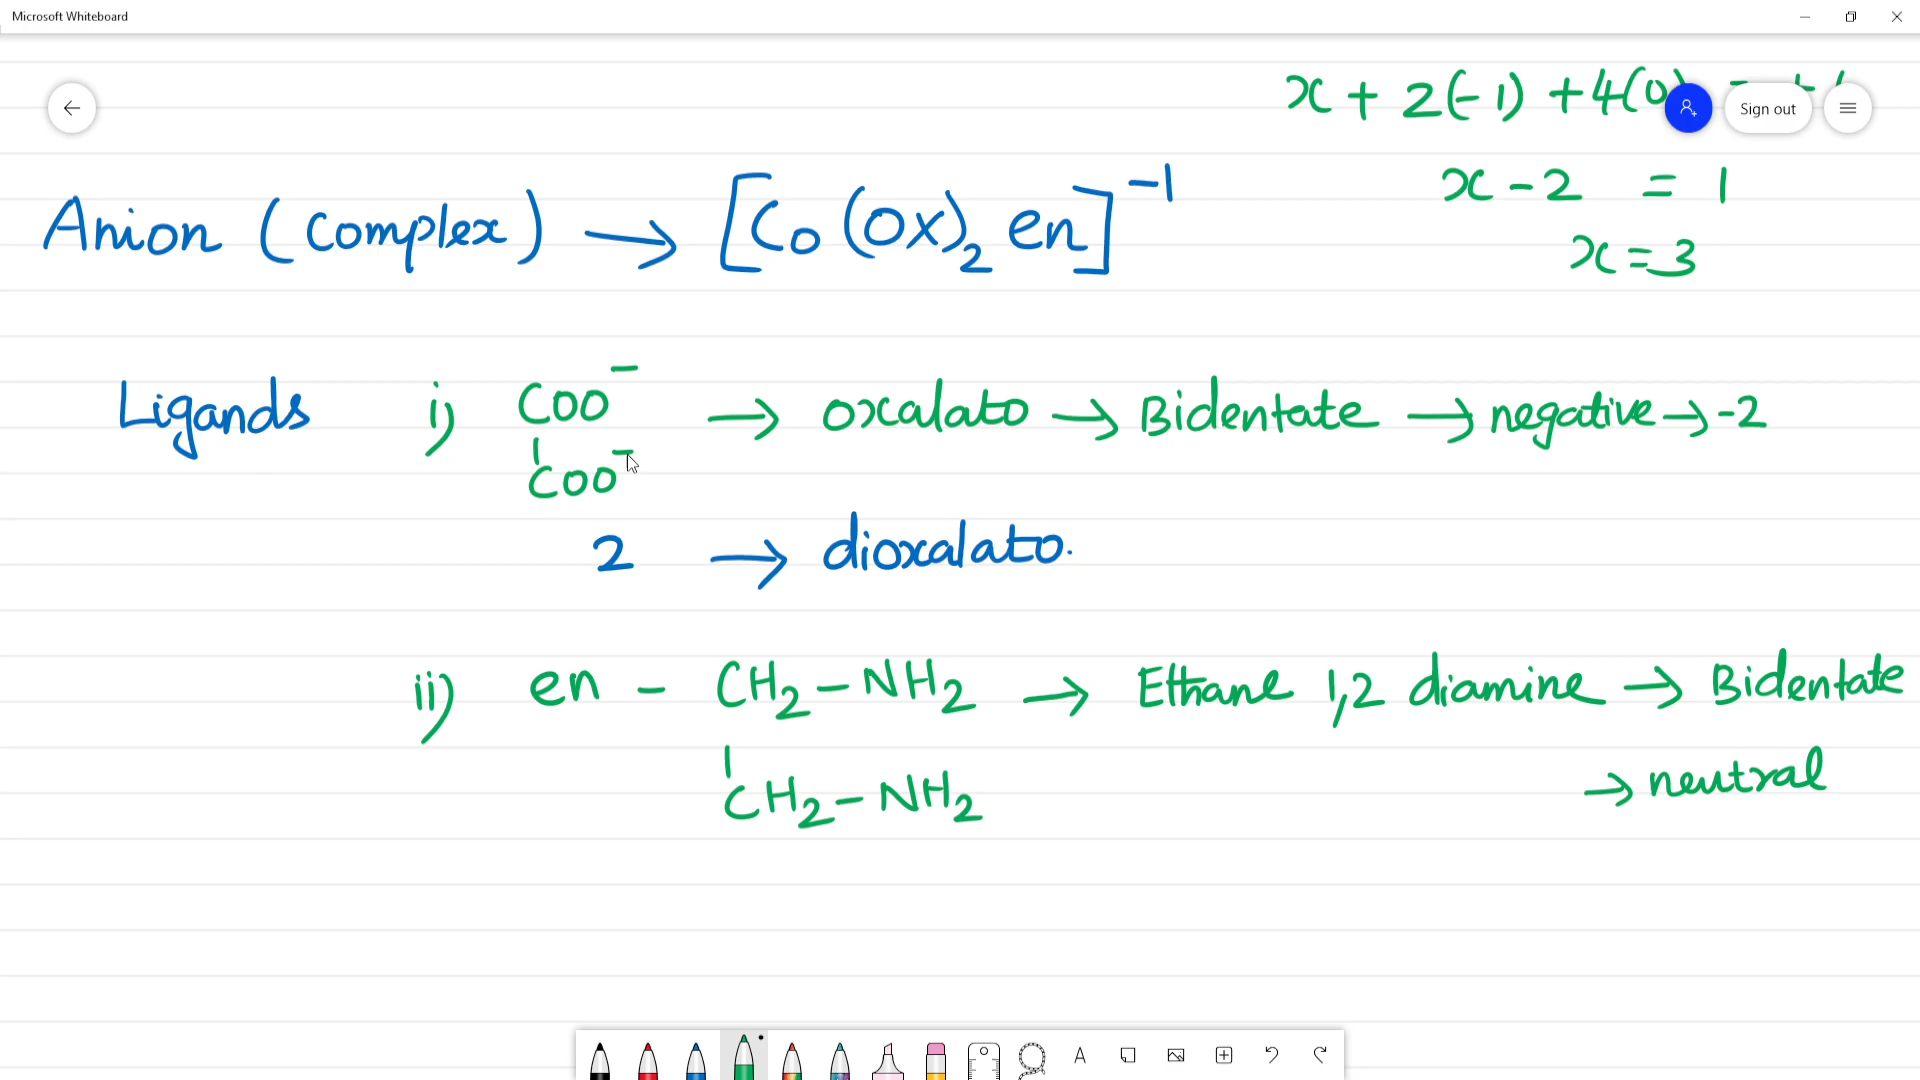 Microsoft Whiteboard
x + 2(-1) + 4(0)
Sign out
x - 2 = 1
Anion (complex) → [Co(ox)₂ en]⁻¹
x = 3
Ligands i) COO⁻ → oxalato → Bidentate → negative → -2
COO⁻
2 → dioxalato.
ii) en - CH₂ - NH₂ → Ethane 1,2 diamine → Bidentate
→ neutral
CH₂ - NH₂
A